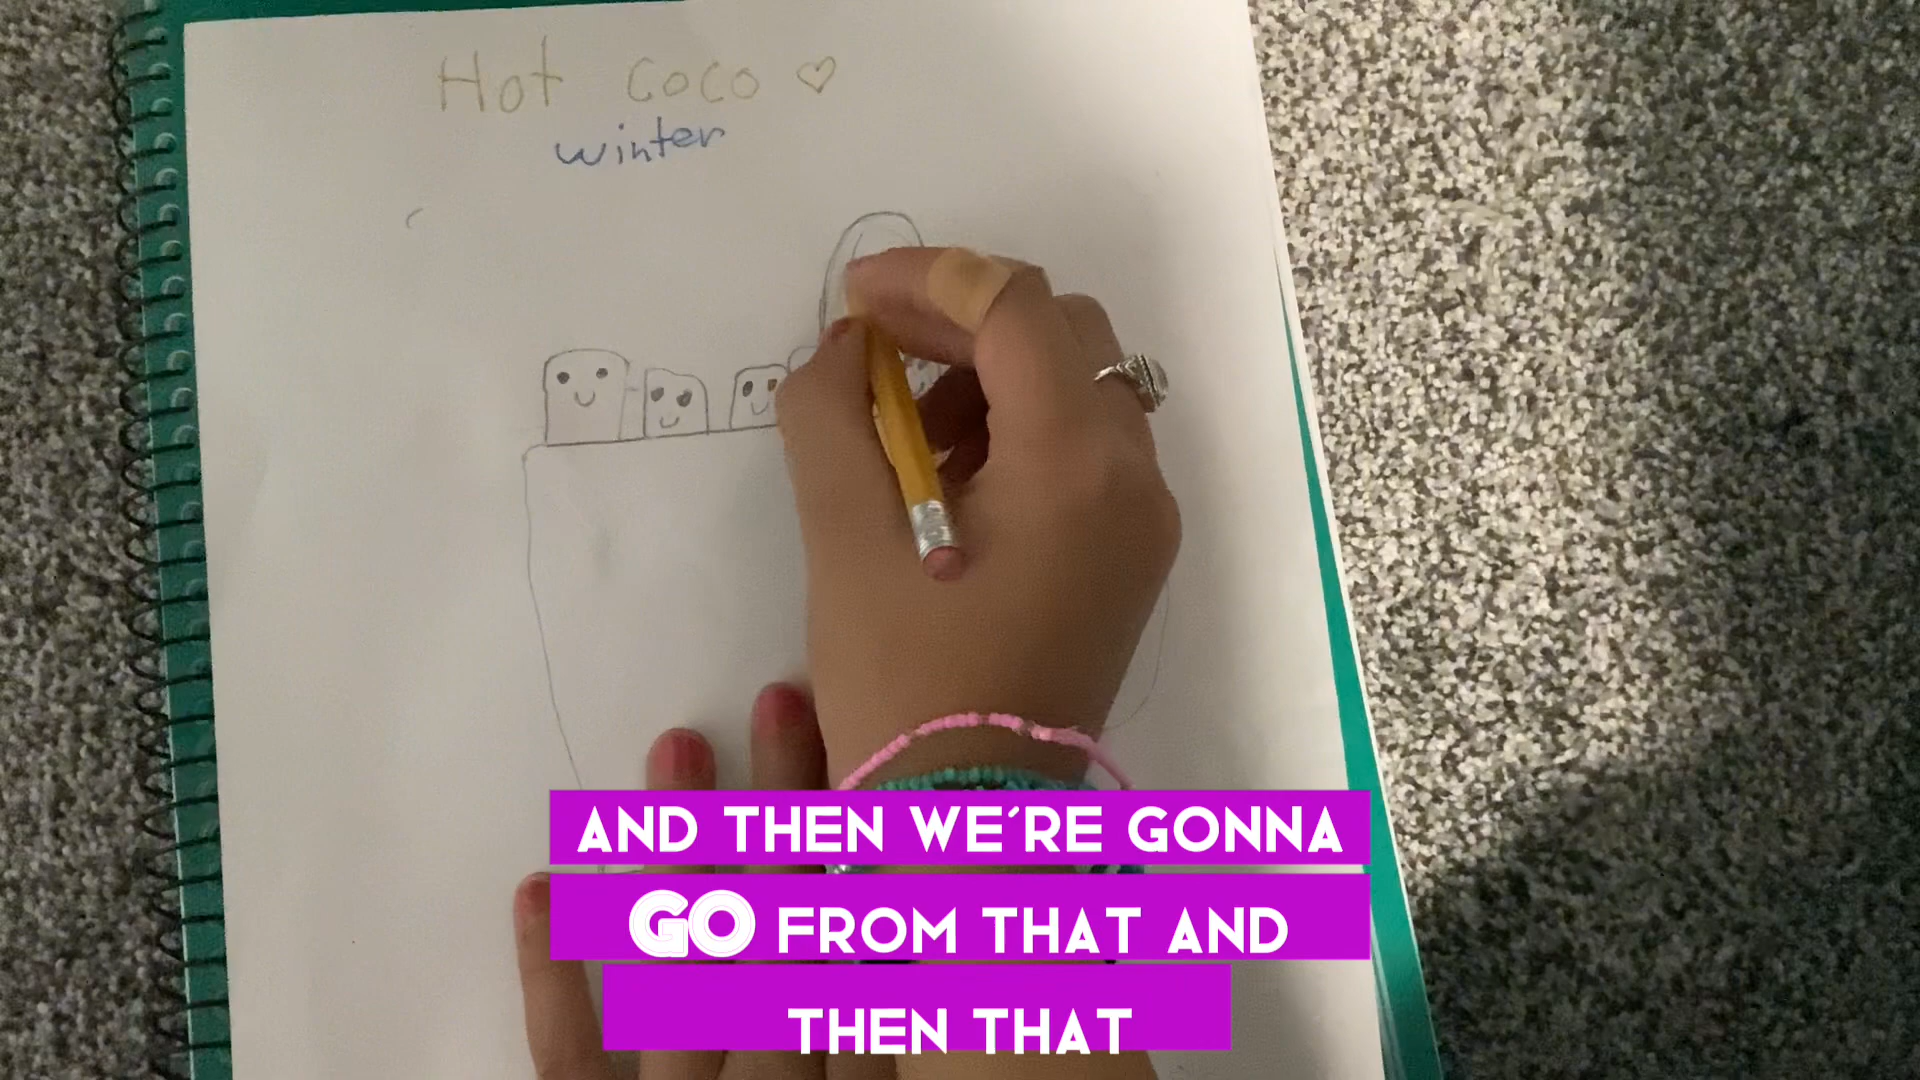 Hot coco ♡
winter
AND THEN WE'RE GONNA
GO FROM THAT AND
THEN THAT